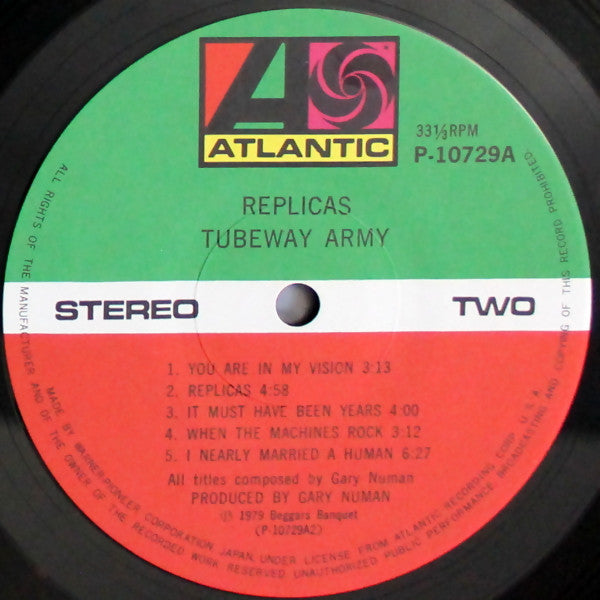 ATLANTIC
33⅓RPM
P-10729A
REPLICAS
TUBEWAY ARMY
STEREO
TWO
1. YOU ARE IN MY VISION 3:13
2. REPLICAS 4:58
3. IT MUST HAVE BEEN YEARS 4:00
4. WHEN THE MACHINES ROCK 3:12
5. I NEARLY MARRIED A HUMAN 6:27
All titles composed by Gary Numan
PRODUCED BY GARY NUMAN
Ⓟ 1979 Beggars Banquet
(P-10729A2)
MADE BY WARNER-PIONEER CORPORATION JAPAN, UNDER LICENSE FROM ATLANTIC RECORDING CORP. U.S.A.
ALL RIGHTS OF THE MANUFACTURER AND OF THE OWNER OF THE RECORDED WORK RESERVED UNAUTHORIZED PUBLIC PERFORMANCE BROADCASTING AND COPYING OF THIS RECORD PROHIBITED.